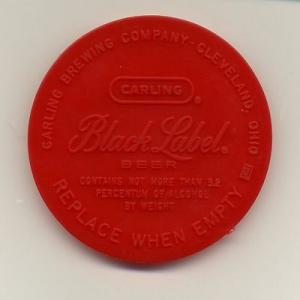 CARLING BREWING COMPANY-CLEVELAND, OHIO
CARLING ®
Black Label ®
BEER
CONTAINS NOT MORE THAN 3.2
PERCENTUM OF ALCOHOL
BY WEIGHT
REPLACE WHEN EMPTY